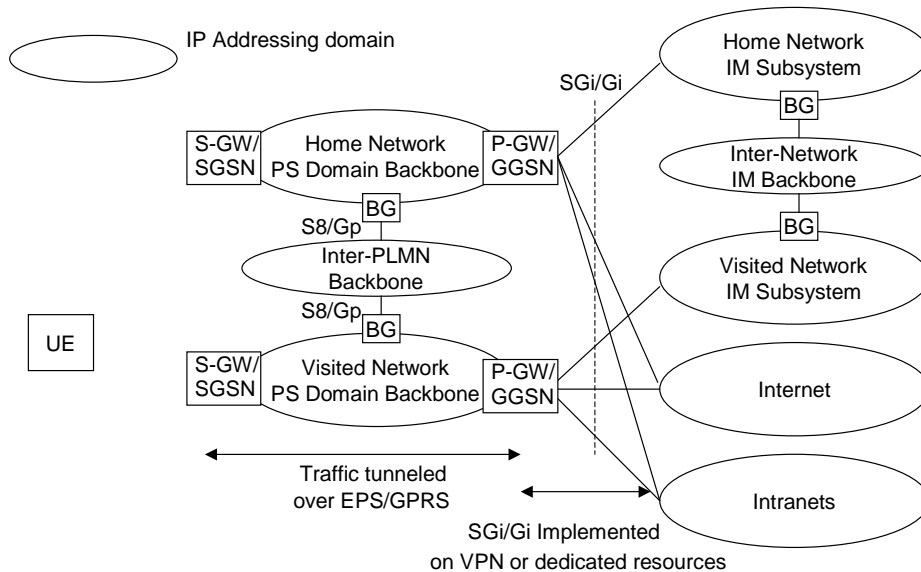 IP Addressing domain
Home Network
IM Subsystem
BG
Inter-Network
IM Backbone
BG
Visited Network
IM Subsystem
SGi/Gi
S-GW/
SGSN
Home Network
PS Domain Backbone
P-GW/
GGSN
BG
S8/Gp
Inter-PLMN
Backbone
S8/Gp
BG
UE
S-GW/
SGSN
Visited Network
PS Domain Backbone
P-GW/
GGSN
Internet
Intranets
Traffic tunneled
over EPS/GPRS
SGi/Gi Implemented
on VPN or dedicated resources